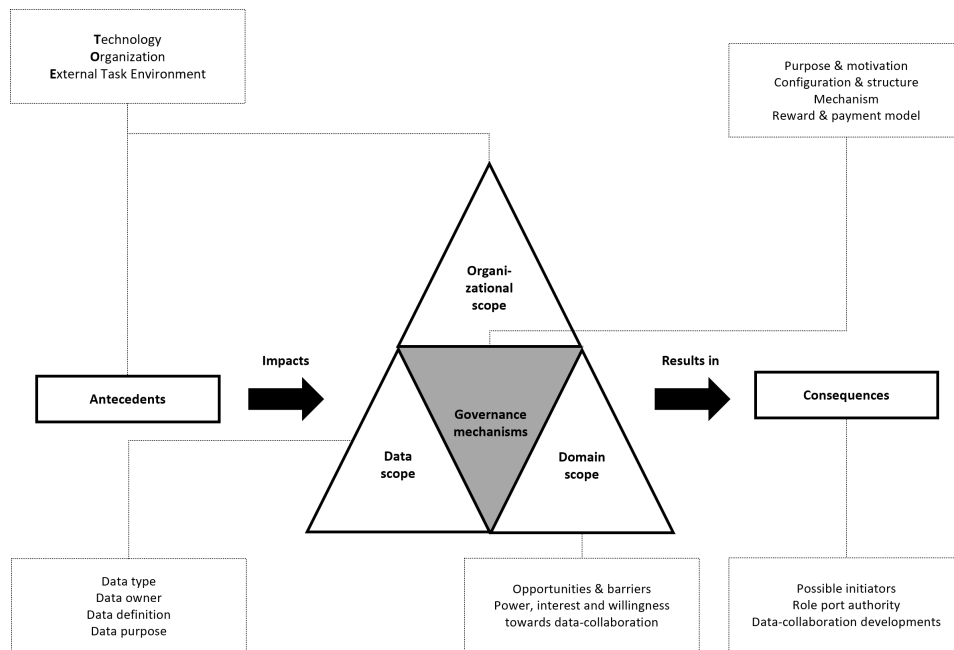 Technology
Organization
External Task Environment
Purpose & motivation
Configuration & structure
Mechanism
Reward & payment model
Organi-
zational
scope
Impacts
Results in
Antecedents
Governance
mechanisms
Consequences
Data
scope
Domain
scope
Data type
Data owner
Data definition
Data purpose
Opportunities & barriers
Power, interest and willingness
towards data-collaboration
Possible initiators
Role port authority
Data-collaboration developments